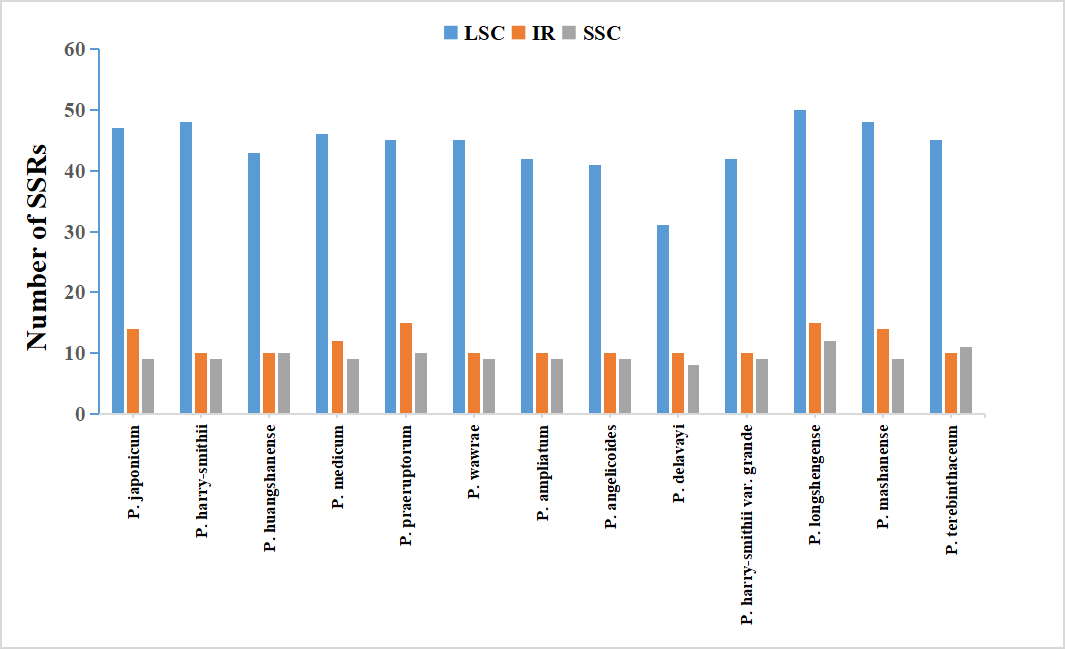 LSC IR SSC
Number of SSRs
60
50
40
30
20
10
0
P. japonicum
P. harry-smithii
P. huangshanense
P. medicum
P. praeruptorum
P. wawrae
P. ampliatum
P. angelicoides
P. delavayi
P. harry-smithii var. grande
P. longshengense
P. mashanense
P. terebinthaceum